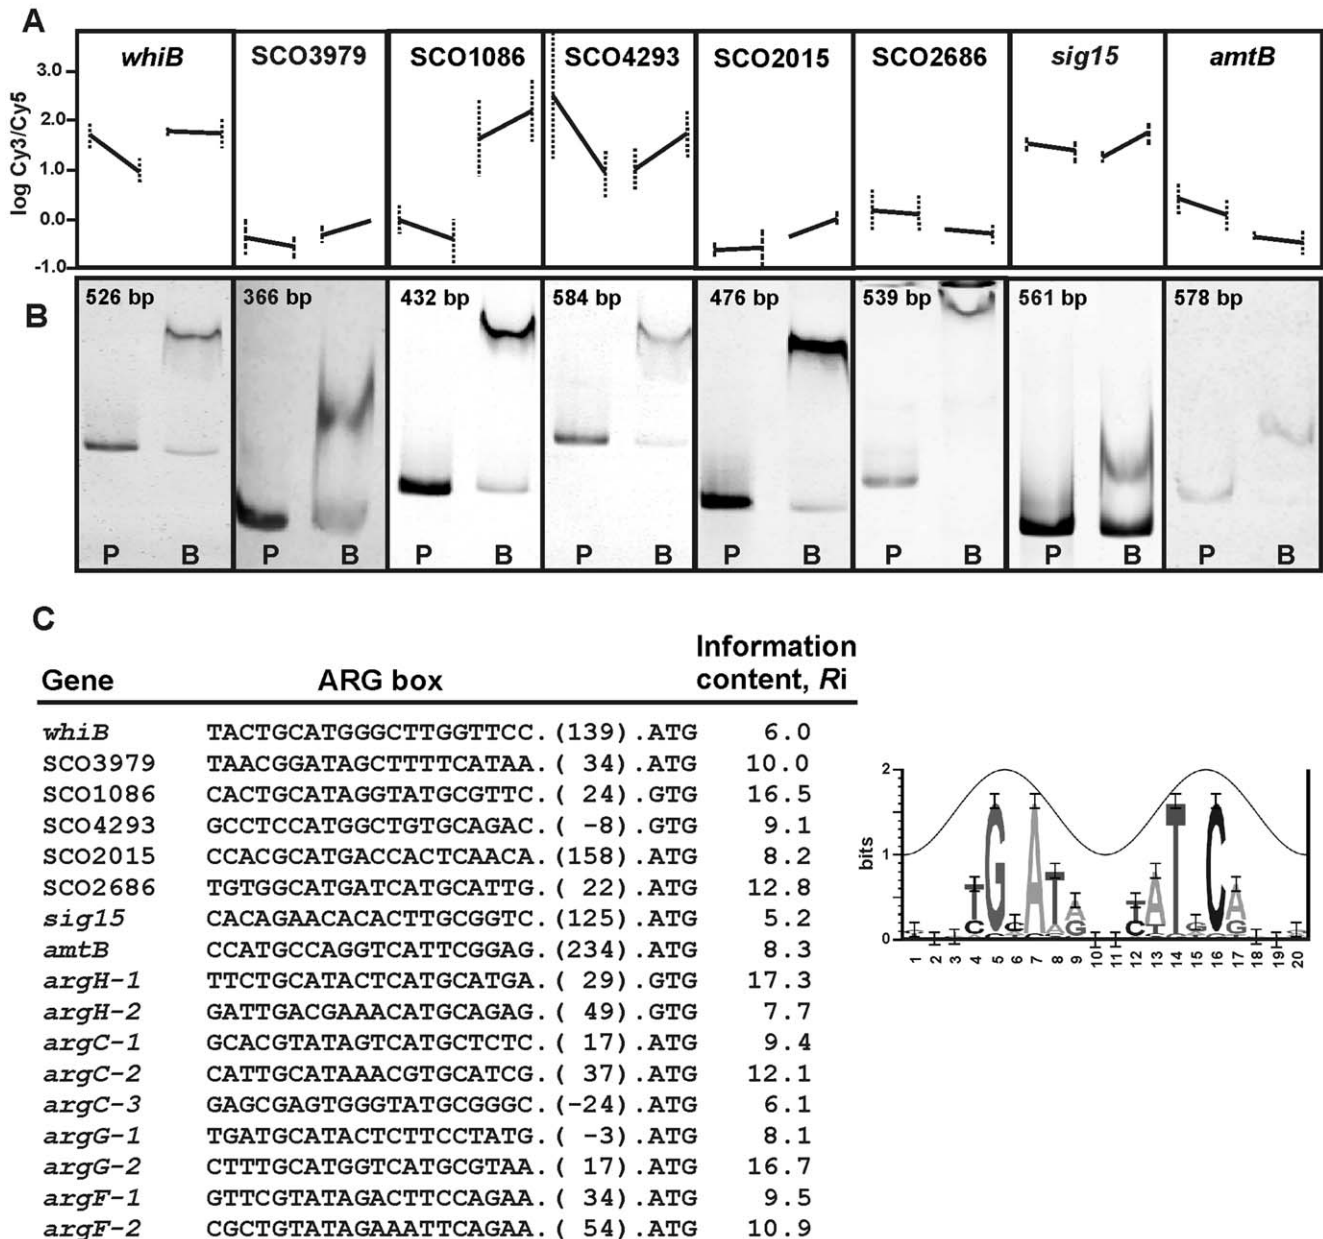 A
whiB SCO3979 SCO1086 SCO4293 SCO2015 SCO2686 sig15 amtB
log Cy3/Cy5
3.0
2.0
1.0
0.0
-1.0
B
526 bp 366 bp 432 bp 584 bp 476 bp 539 bp 561 bp 578 bp
P B P B P B P B P B P B P B P B
C
Information
Gene ARG box content, Ri
whiB TACTGCATGGGCTTGGTTCC.(139).ATG 6.0
SCO3979 TAACGGATAGCTTTTCATAA.( 34).ATG 10.0
SCO1086 CACTGCATAGGTATGCGTTC.( 24).GTG 16.5
SCO4293 GCCTCCATGGCTGTGCAGAC.( -8).GTG 9.1
SCO2015 CCACGCATGACCACTCAACA.(158).ATG 8.2
SCO2686 TGTGGCATGATCATGCATTG.( 22).ATG 12.8
sig15 CACAGAACACACTTGCGGTC.(125).ATG 5.2
amtB CCATGCCAGGTCATTCGGAG.(234).ATG 8.3
argH-1 TTCTGCATACTCATGCATGA.( 29).GTG 17.3
argH-2 GATTGACGAAACATGCAGAG.( 49).GTG 7.7
argC-1 GCACGTATAGTCATGCTCTC.( 17).ATG 9.4
argC-2 CATTGCATAAACGTGCATCG.( 37).ATG 12.1
argC-3 GAGCGAGTGGGTATGCGGGC.(-24).ATG 6.1
argG-1 TGATGCATACTCTTCCTATG.( -3).ATG 8.1
argG-2 CTTTGCATGGTCATGCGTAA.( 17).ATG 16.7
argF-1 GTTCGTATAGACTTCCAGAA.( 34).ATG 9.5
argF-2 CGCTGTATAGAAATTCAGAA.( 54).ATG 10.9
2
1
0
bits
1 2 3 4 5 6 7 8 9 10 11 12 13 14 15 16 17 18 19 20